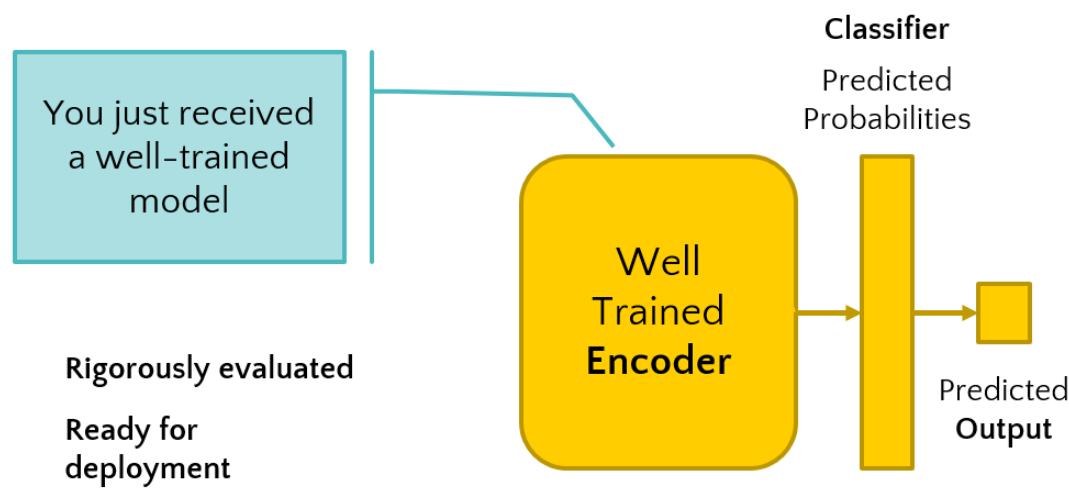 You just received
a well-trained
model
Rigorously evaluated
Ready for
deployment
Well
Trained
Encoder
Classifier
Predicted
Probabilities
Predicted
Output